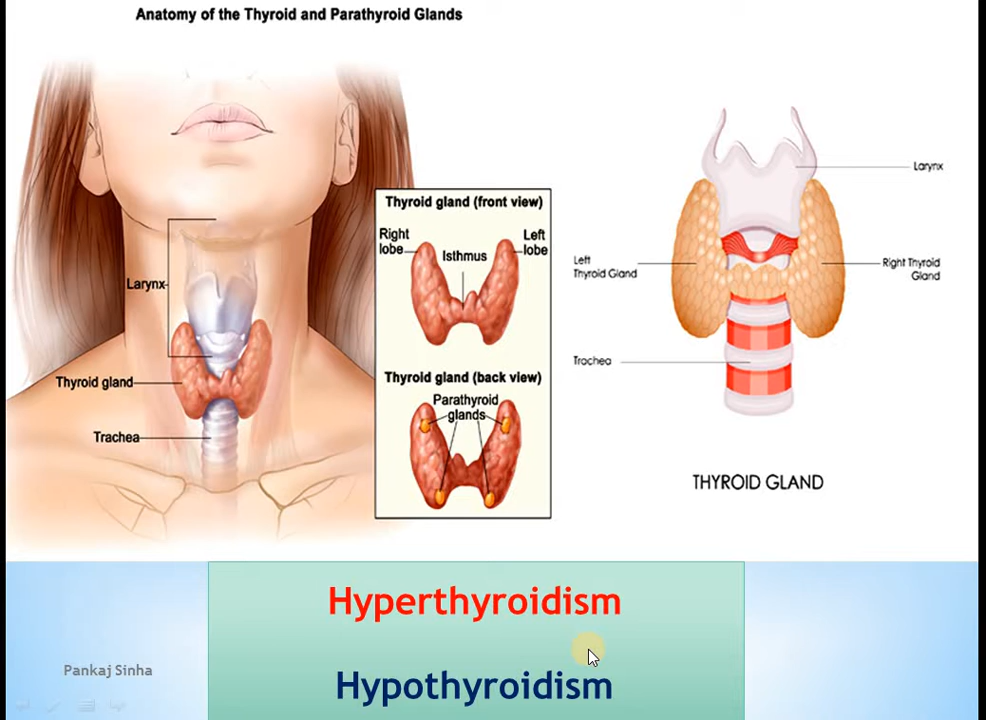 Anatomy of the Thyroid and Parathyroid Glands
Larynx
Thyroid gland
Trachea
Thyroid gland (front view)
Right
lobe
Isthmus
Left
lobe
Thyroid gland (back view)
Parathyroid
glands
Larynx
Left
Thyroid Gland
Right Thyroid
Gland
Trachea
THYROID GLAND
Hyperthyroidism
Hypothyroidism
Pankaj Sinha